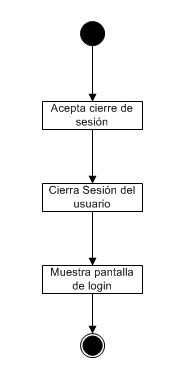 Acepta cierre de
sesión
Cierra Sesión del
usuario
Muestra pantalla
de login